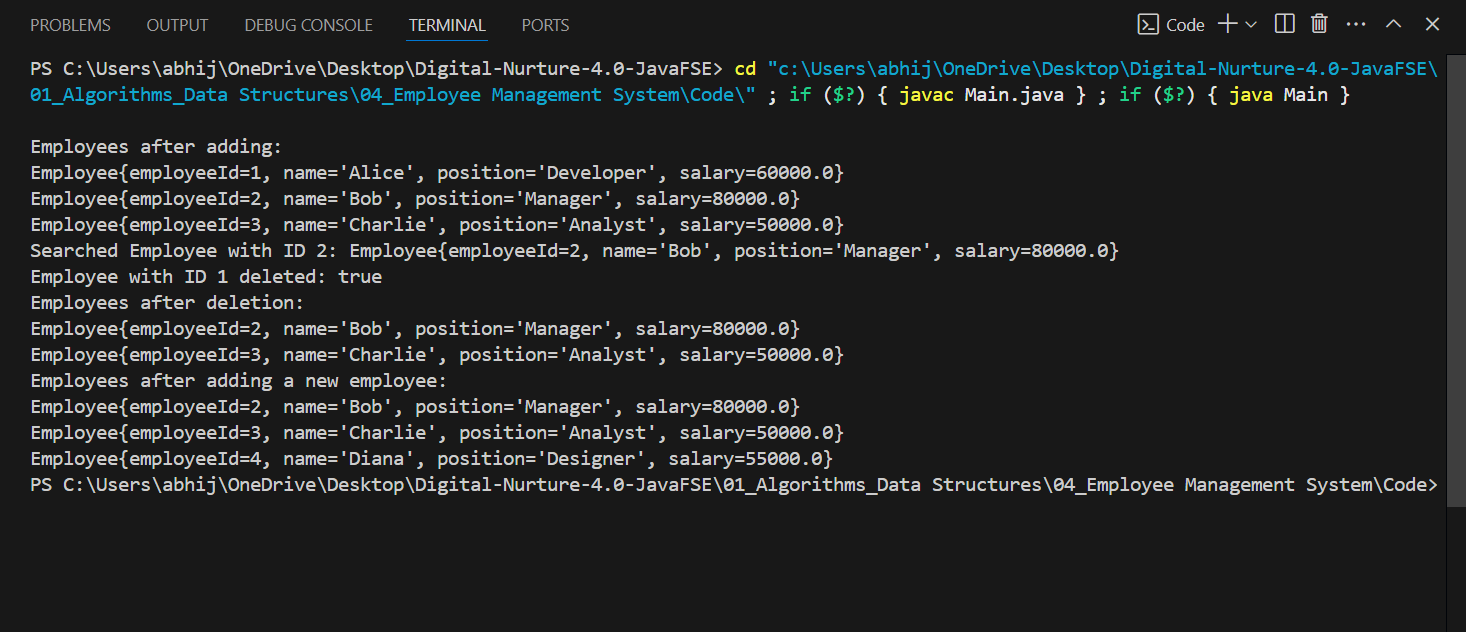 PROBLEMS OUTPUT DEBUG CONSOLE TERMINAL PORTS Code
PS C:\Users\abhij\OneDrive\Desktop\Digital-Nurture-4.0-JavaFSE> cd "c:\Users\abhij\OneDrive\Desktop\Digital-Nurture-4.0-JavaFSE\
01_Algorithms_Data Structures\04_Employee Management System\Code\" ; if ($?) { javac Main.java } ; if ($?) { java Main }
Employees after adding:
Employee{employeeId=1, name='Alice', position='Developer', salary=60000.0}
Employee{employeeId=2, name='Bob', position='Manager', salary=80000.0}
Employee{employeeId=3, name='Charlie', position='Analyst', salary=50000.0}
Searched Employee with ID 2: Employee{employeeId=2, name='Bob', position='Manager', salary=80000.0}
Employee with ID 1 deleted: true
Employees after deletion:
Employee{employeeId=2, name='Bob', position='Manager', salary=80000.0}
Employee{employeeId=3, name='Charlie', position='Analyst', salary=50000.0}
Employees after adding a new employee:
Employee{employeeId=2, name='Bob', position='Manager', salary=80000.0}
Employee{employeeId=3, name='Charlie', position='Analyst', salary=50000.0}
Employee{employeeId=4, name='Diana', position='Designer', salary=55000.0}
PS C:\Users\abhij\OneDrive\Desktop\Digital-Nurture-4.0-JavaFSE\01_Algorithms_Data Structures\04_Employee Management System\Code>